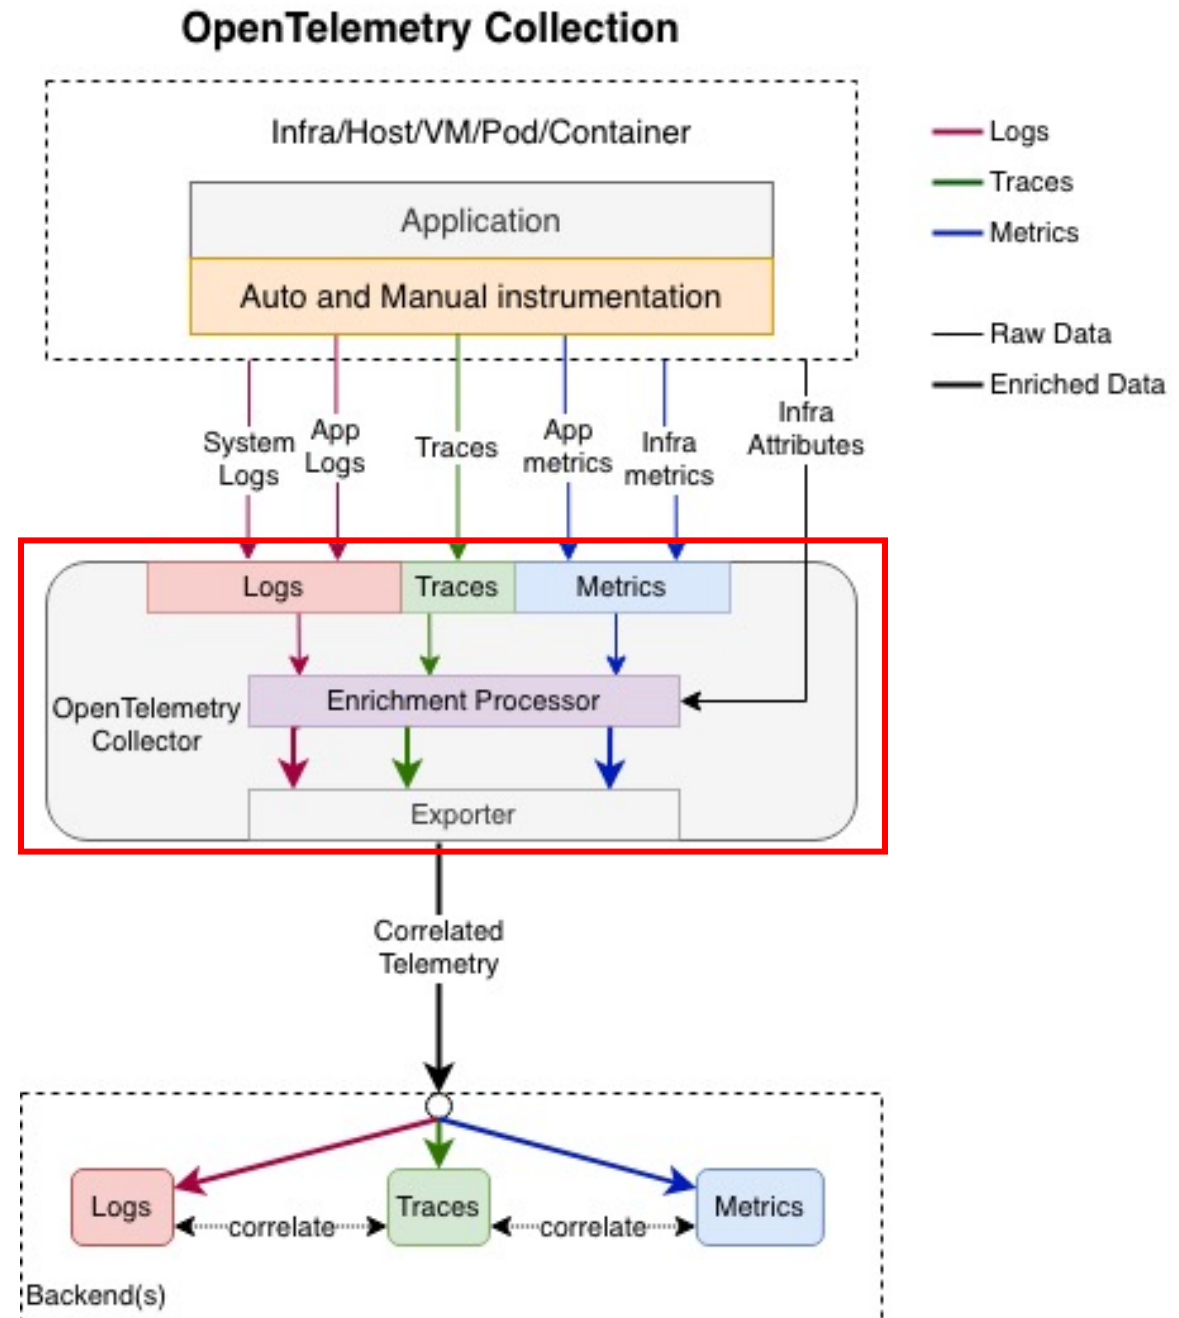 OpenTelemetry Collection
Infra/Host/VM/Pod/Container
Application
Auto and Manual instrumentation
Logs
Traces
Metrics
Raw Data
Enriched Data
System
Logs
App
Logs
Traces
App
metrics
Infra
metrics
Infra
Attributes
Logs
Traces
Metrics
OpenTelemetry
Collector
Enrichment Processor
Exporter
Correlated
Telemetry
Logs
correlate
Traces
correlate
Metrics
Backend(s)